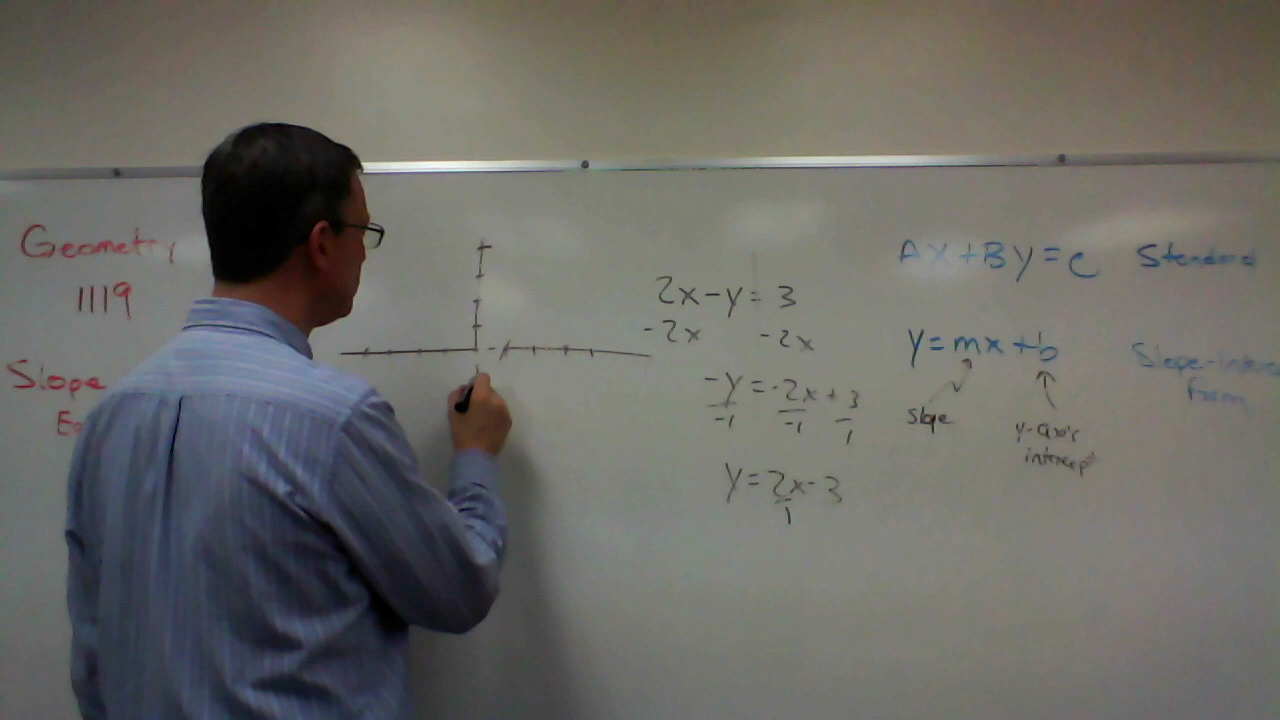 Geometry
1119
Slope
2x-y=3
-2x -2x
-y=-2x+3
-1 -1 1
y=2x-3
1
Ax+By=C Standard
y=mx+b
slope
y-axis
intercept